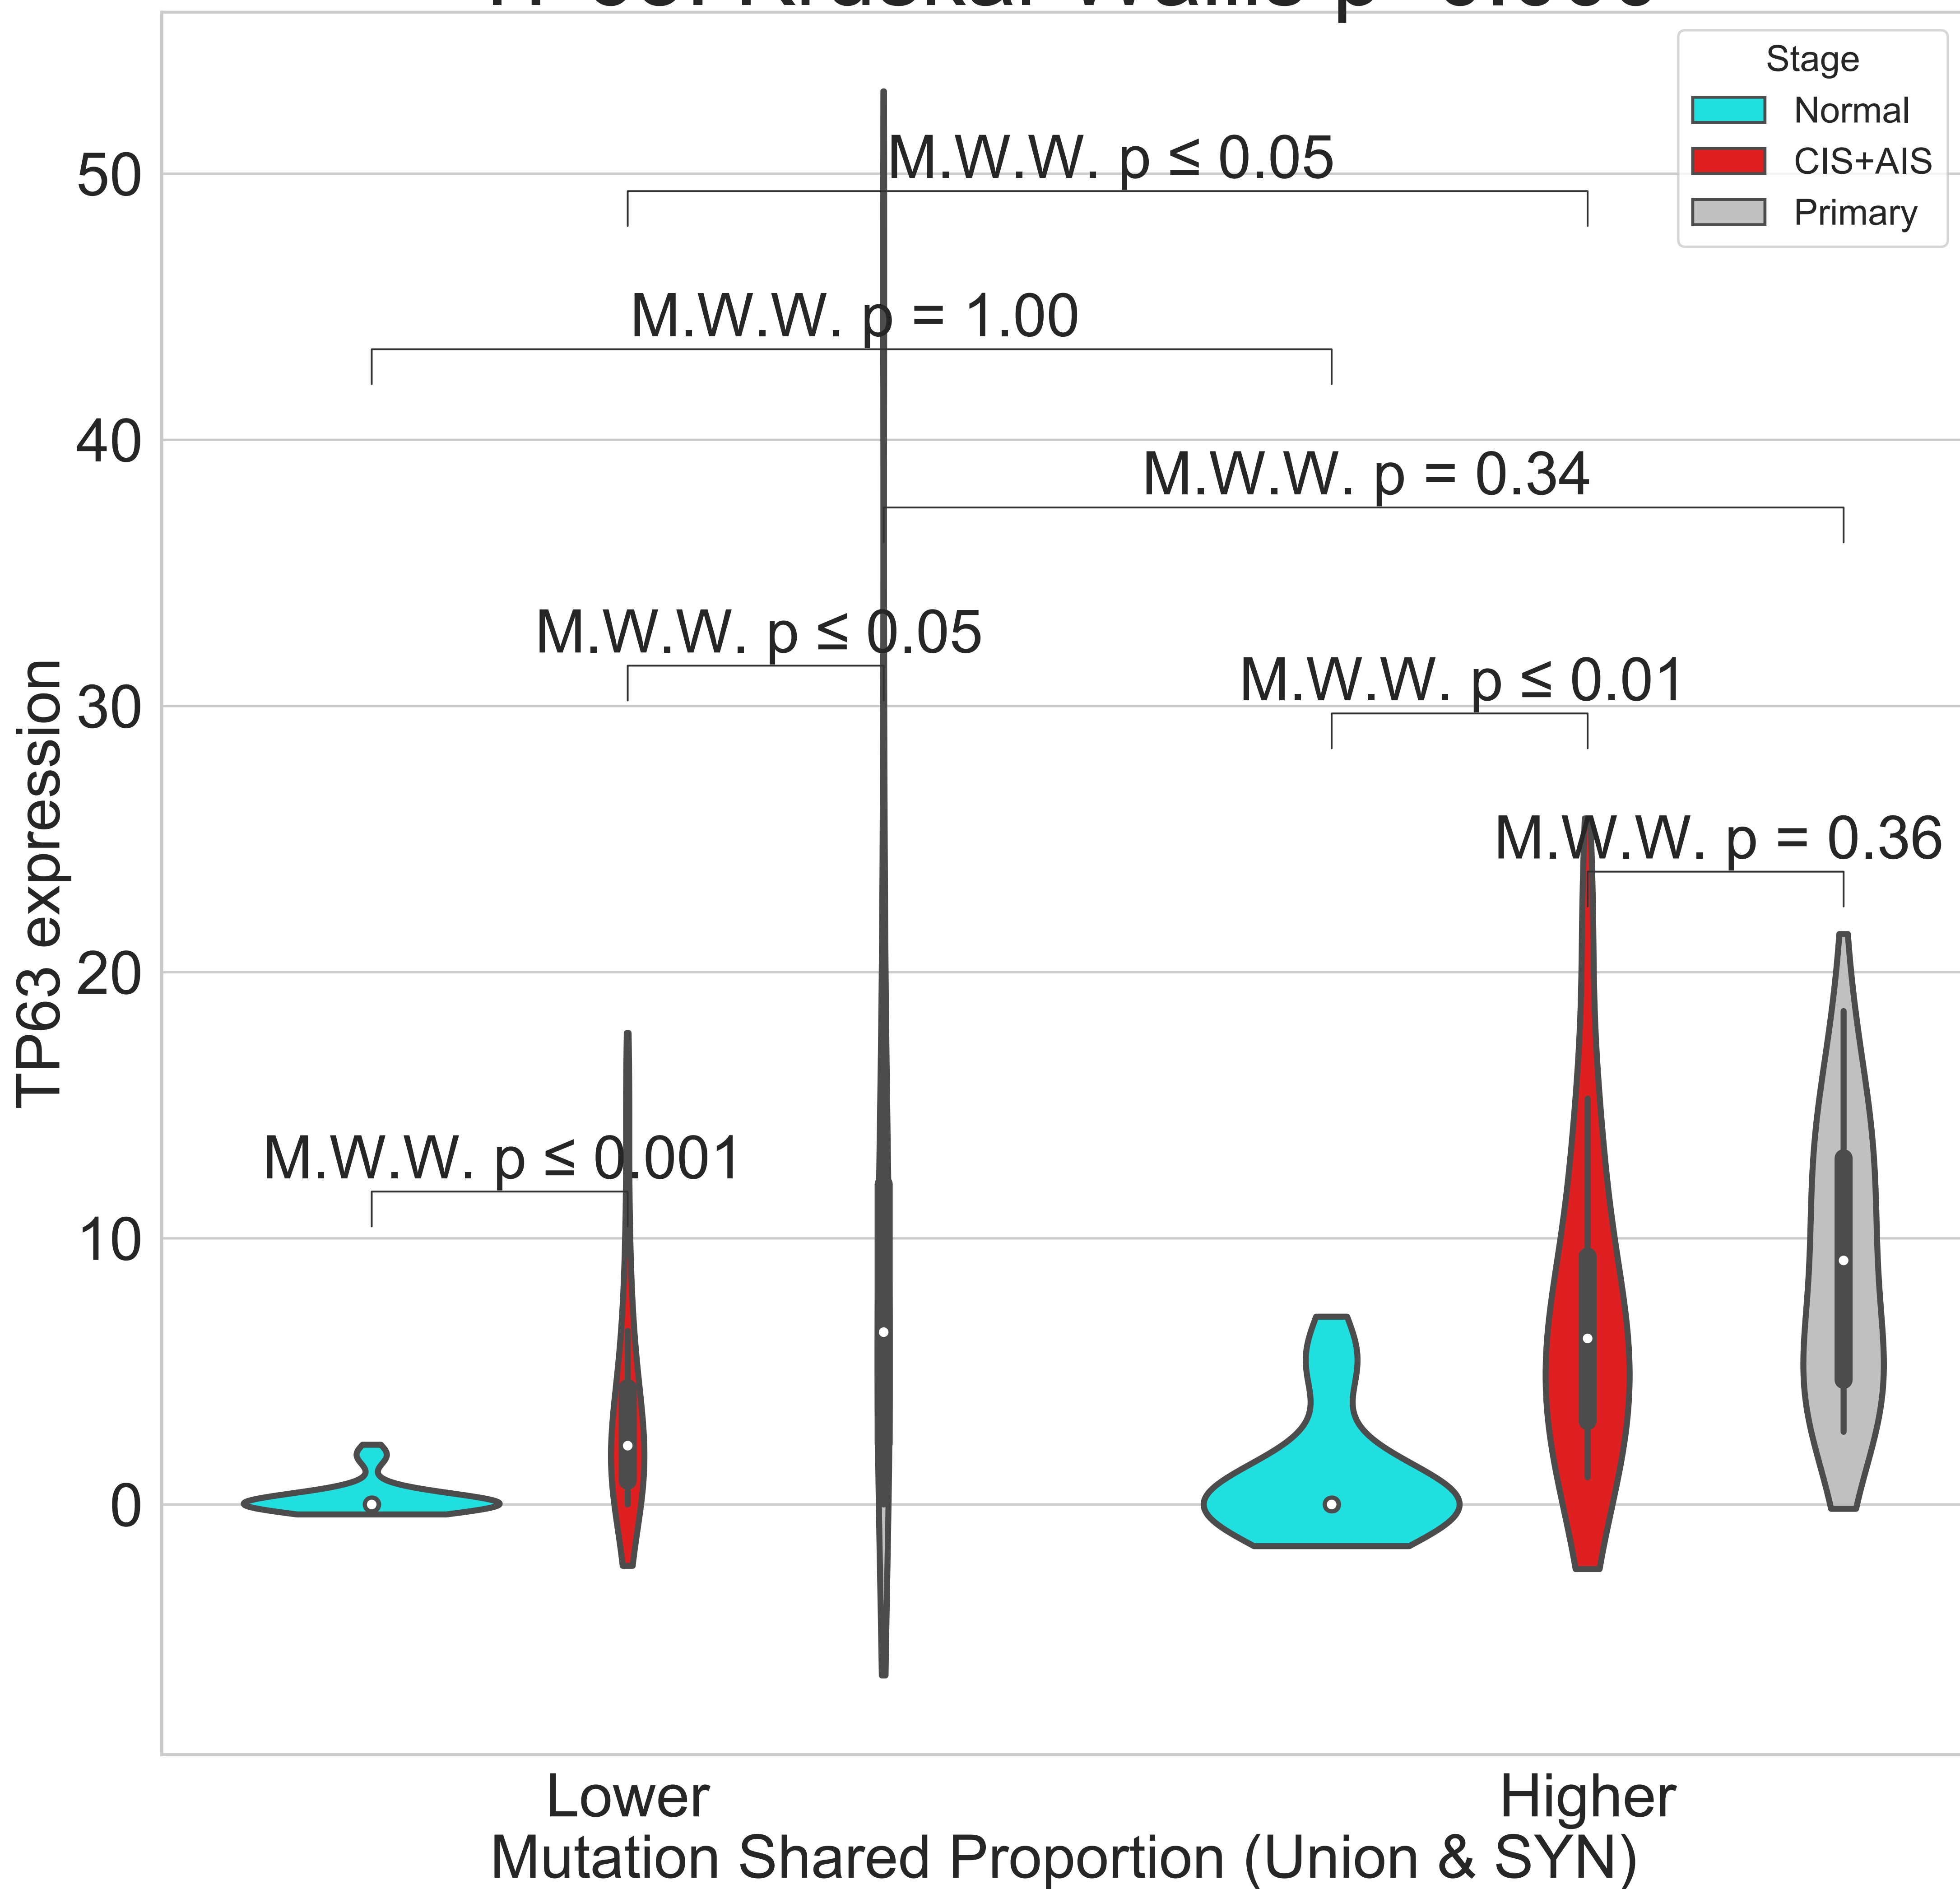 Stage
Normal
CIS+AIS
Primary
50
M.W.W. p ≤ 0.05
M.W.W. p = 1.00
40
M.W.W. p = 0.34
M.W.W. p ≤ 0.05
M.W.W. p ≤ 0.01
30
TP63 expression
M.W.W. p = 0.36
20
M.W.W. p ≤ 0.001
10
0
Lower
Higher
Mutation Shared Proportion (Union & SYN)